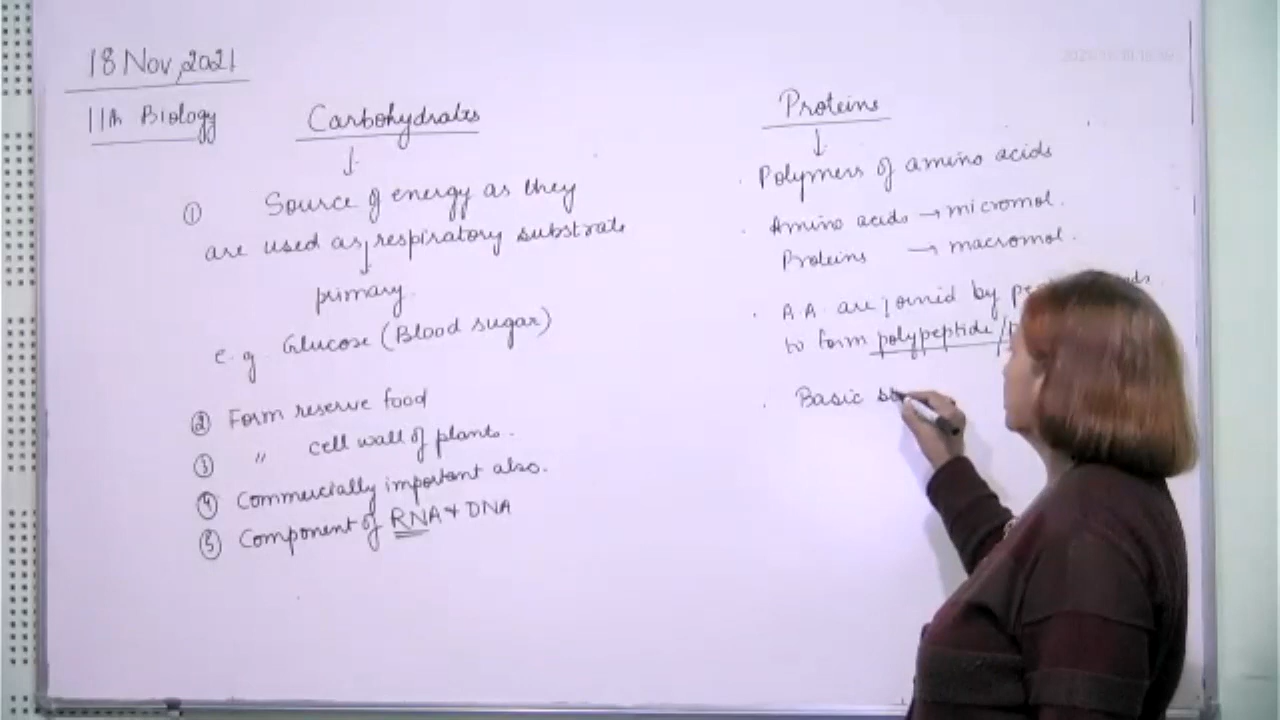 18 Nov, 2021
11th Biology
Carbohydrates
① Source of energy as they
are used as respiratory substrate
primary.
e.g. Glucose (Blood sugar)
② Form reserve food
③ " cell wall of plants.
④ Commercially important also.
⑤ Component of RNA & DNA
Proteins
. Polymers of amino acids
. Amino acids → micromol.
Proteins → macromol.
. A.A. are joined by
to form polypeptide/
. Basic